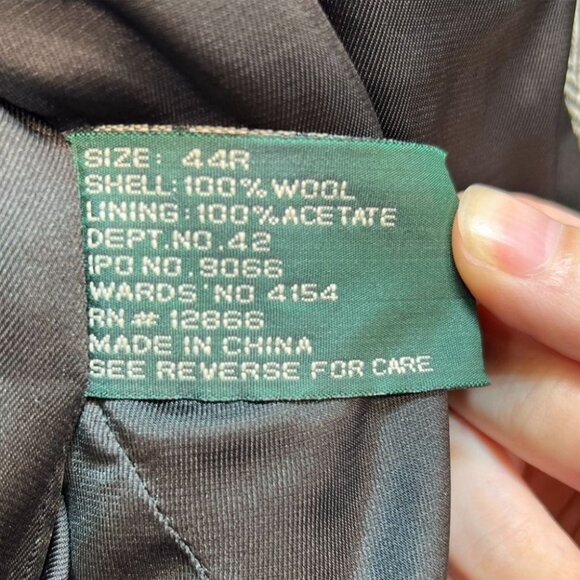 SIZE: 44R
SHELL: 100% WOOL
LINING: 100% ACETATE
DEPT.NO. 42
IPO NO. 9066
WARDS' NO 4154
RN# 12666
MADE IN CHINA
SEE REVERSE FOR CARE